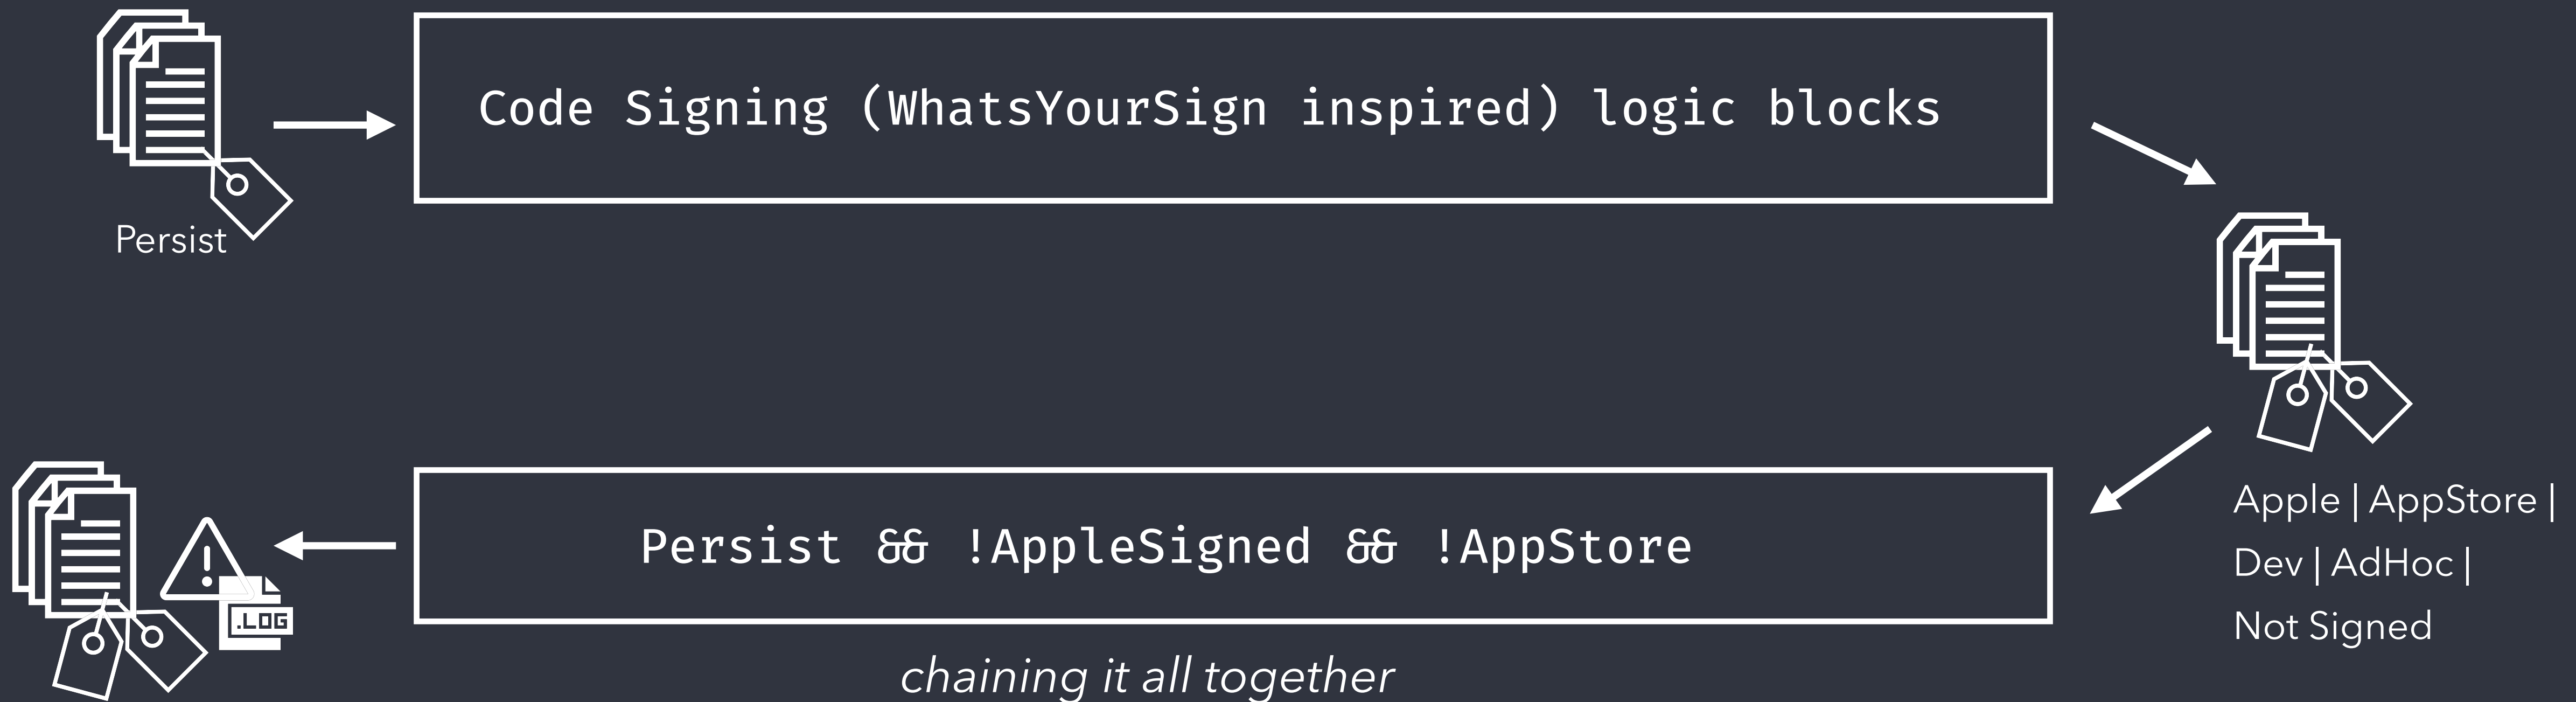 Code Signing (WhatsYourSign inspired) logic blocks
Persist
Apple | AppStore |
Dev | AdHoc |
Not Signed
Persist && !AppleSigned && !AppStore
.LOG
chaining it all together